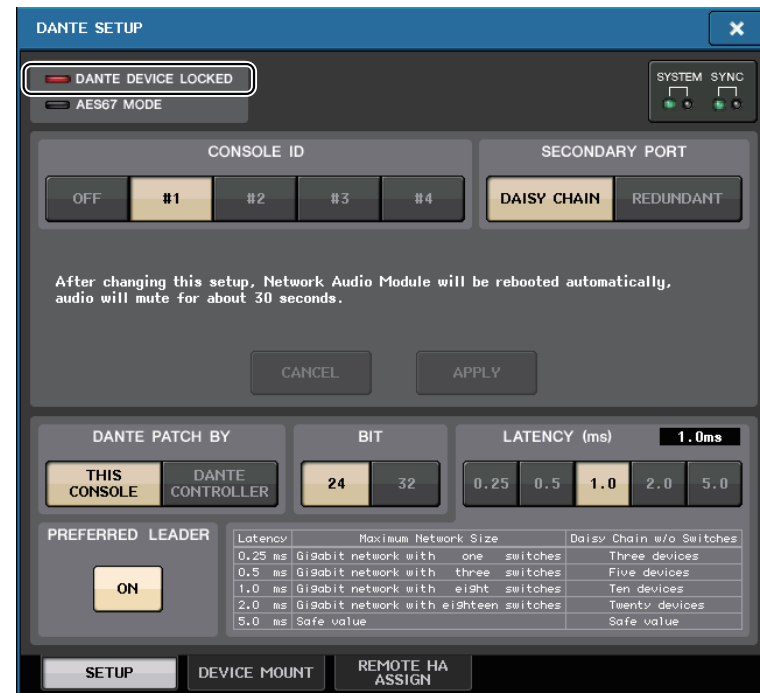 DANTE SETUP
DANTE DEVICE LOCKED
AES67 MODE
SYSTEM SYNC
CONSOLE ID
OFF #1 #2 #3 #4
SECONDARY PORT
DAISY CHAIN REDUNDANT
After changing this setup, Network Audio Module will be rebooted automatically,
audio will mute for about 30 seconds.
CANCEL APPLY
DANTE PATCH BY
THIS CONSOLE DANTE CONTROLLER
BIT
24 32
LATENCY (ms) 1.0ms
0.25 0.5 1.0 2.0 5.0
PREFERRED LEADER
ON
Latency Maximum Network Size Daisy Chain w/o Switches
0.25 ms Gigabit network with one switches Three devices
0.5 ms Gigabit network with three switches Five devices
1.0 ms Gigabit network with eight switches Ten devices
2.0 ms Gigabit network with eighteen switches Twenty devices
5.0 ms Safe value Safe value
SETUP DEVICE MOUNT REMOTE HA ASSIGN